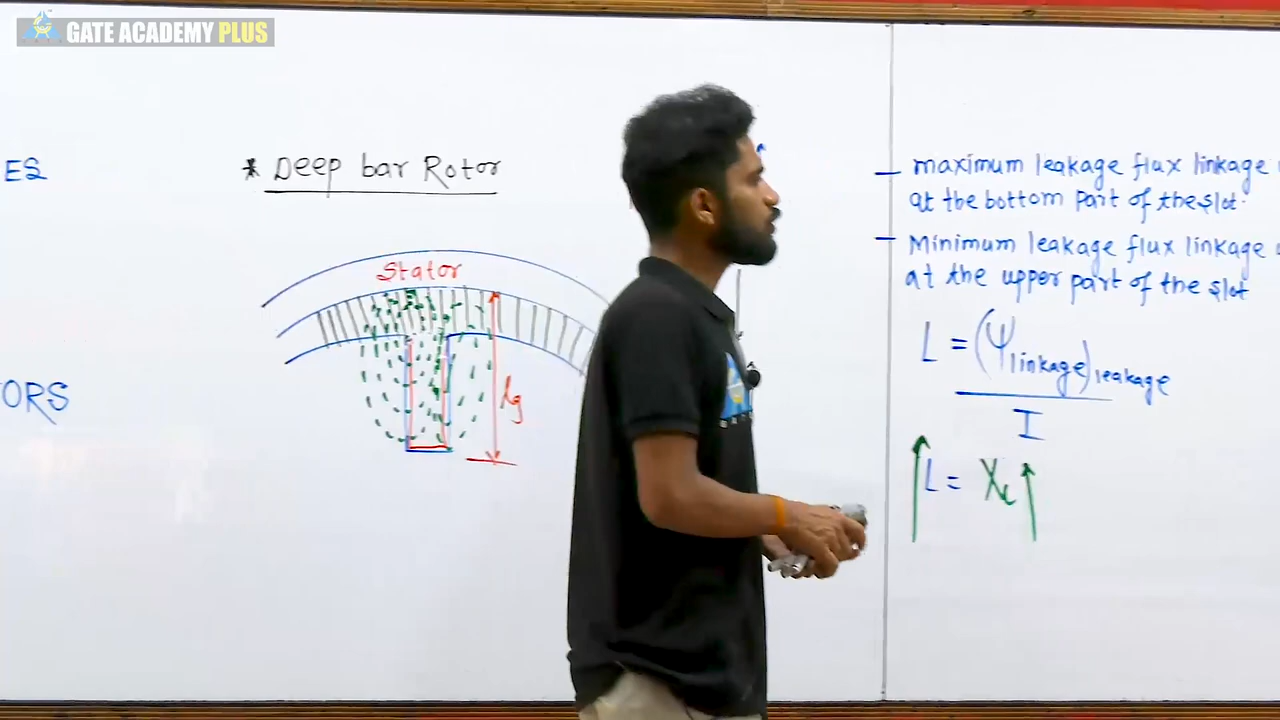 GATE ACADEMY PLUS
ES
ORS
* Deep bar Rotor
Stator
lg
– maximum leakage flux linkage
at the bottom part of the slot.
– Minimum leakage flux linkage
at the upper part of the slot
L = (Ψlinkage)leakage
I
↑L = XL↑